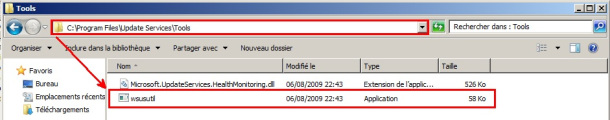 Tools
C:\Program Files\Update Services\Tools
Rechercher dans : Tools
Organiser Inclure dans la bibliothèque Partager avec Nouveau dossier
Favoris
Bureau
Emplacements récents
Téléchargements
Nom Modifié le Type Taille
Microsoft.UpdateServices.HealthMonitoring.dll 06/08/2009 22:43 Extension de l'applic... 526 Ko
wsusutil 06/08/2009 22:43 Application 58 Ko